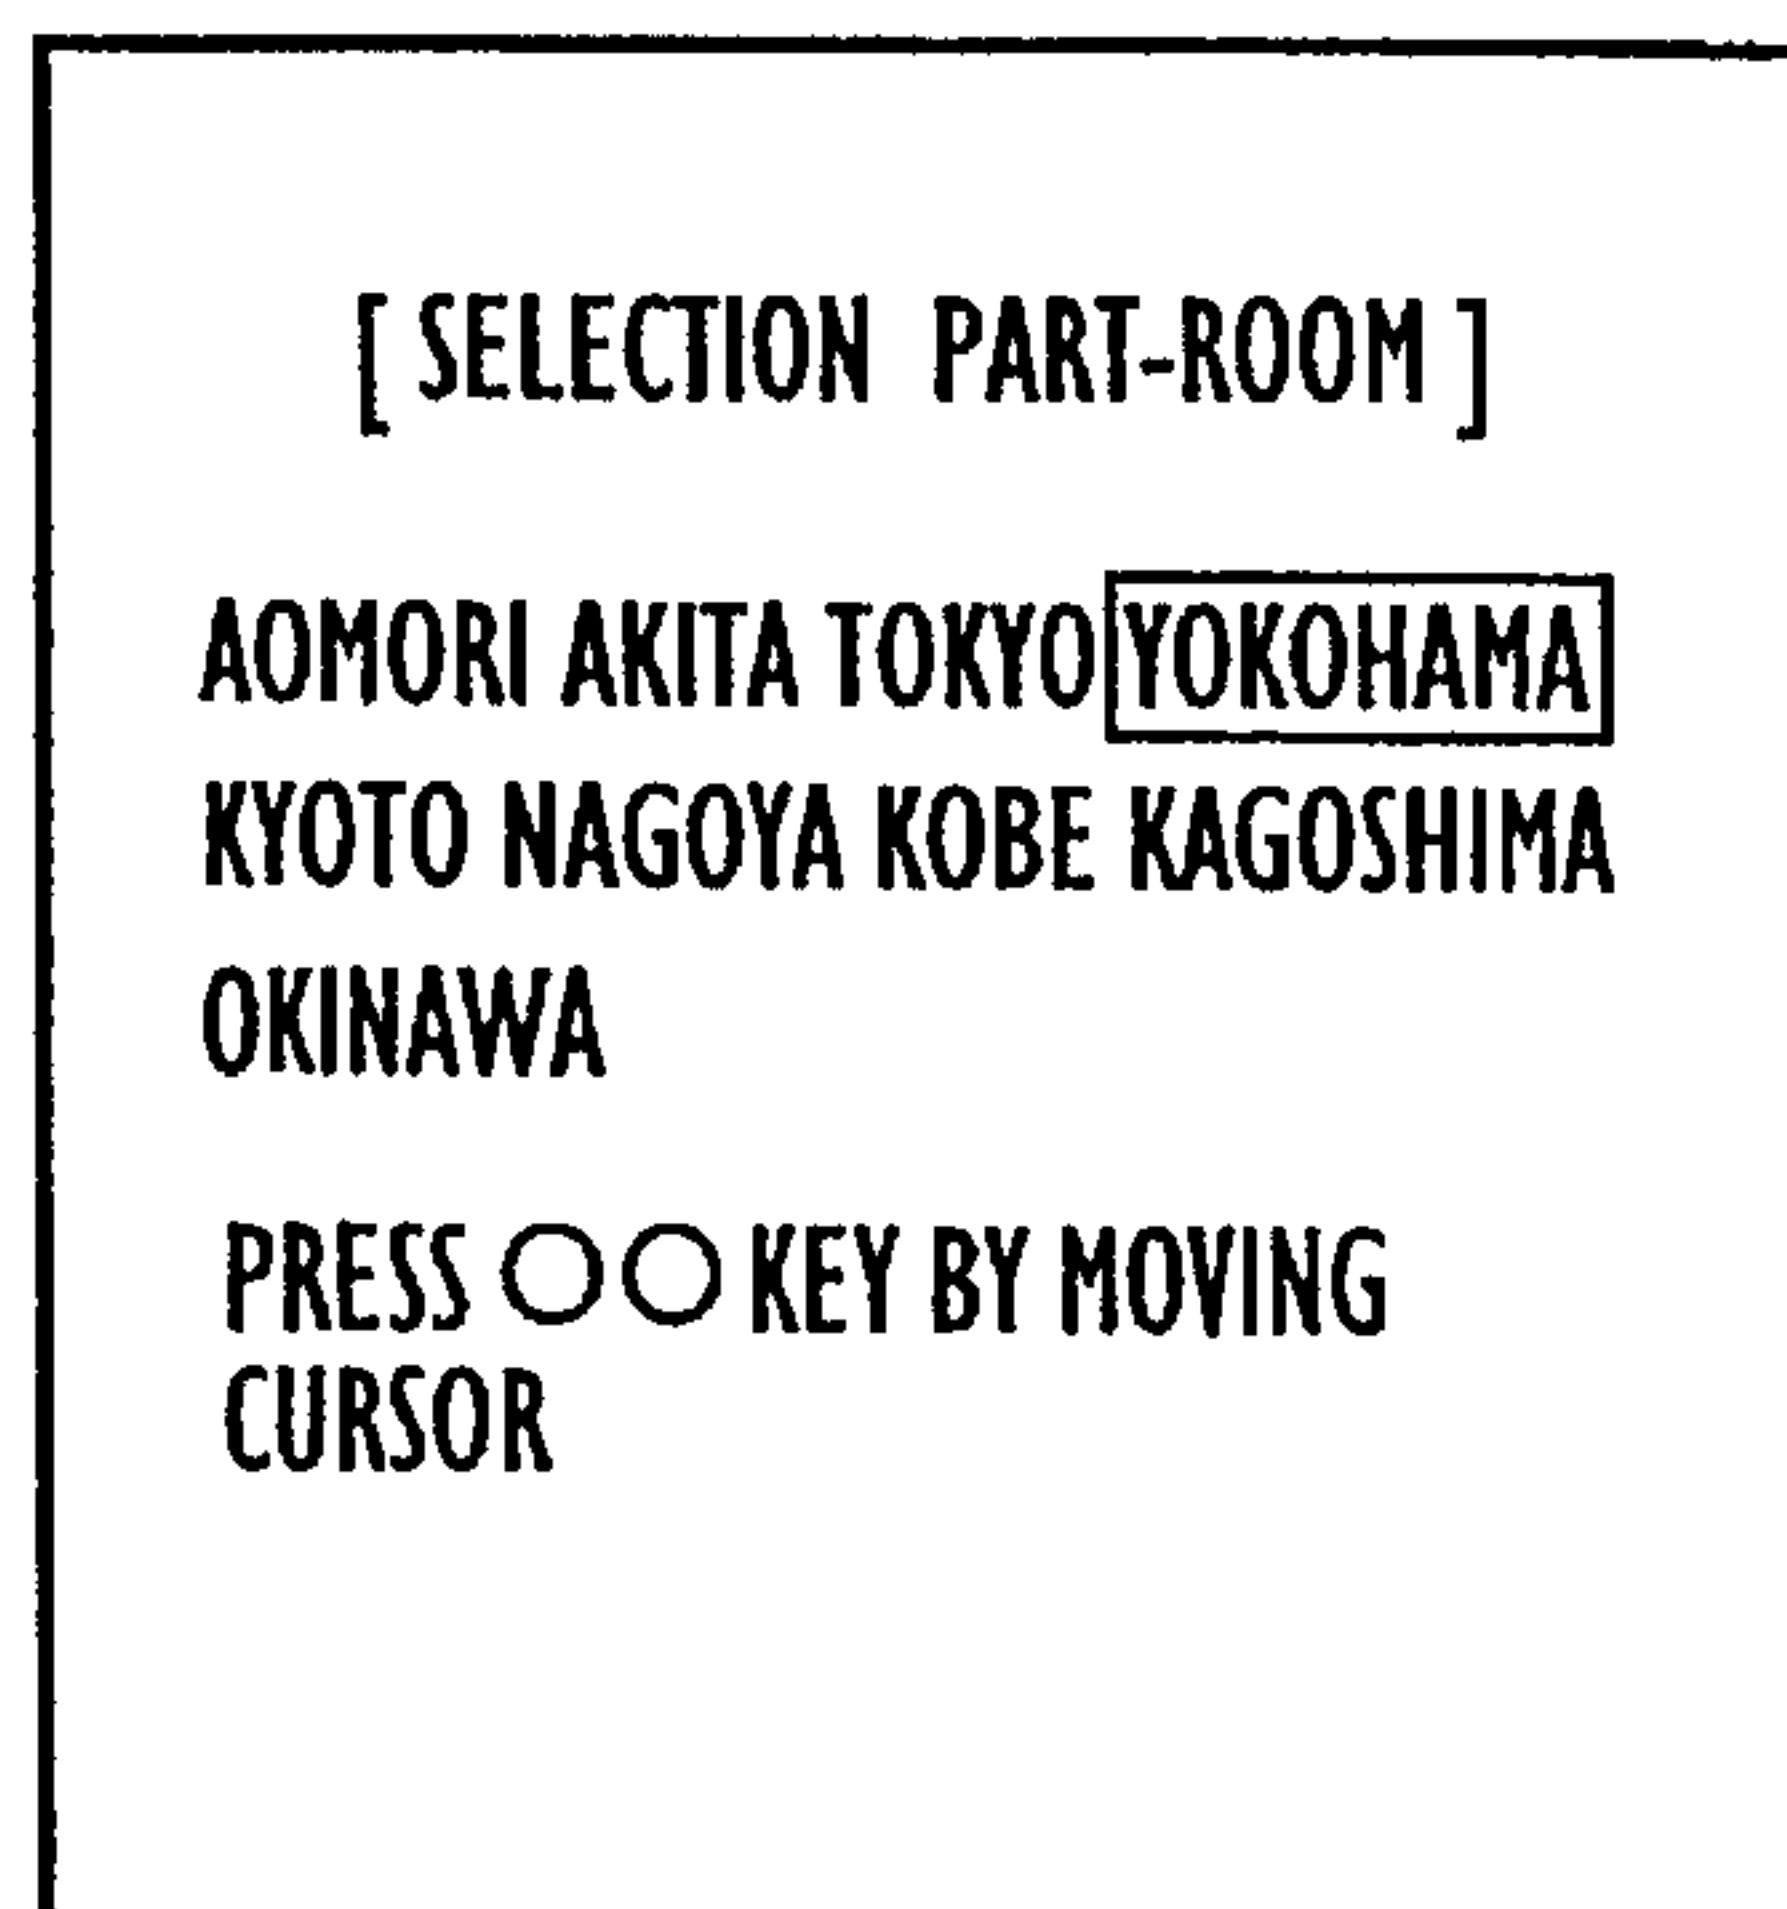 [ SELECTION PART-ROOM ]
AOMORI AKITA TOKYO YOKOHAMA
KYOTO NAGOYA KOBE KAGOSHIMA
OKINAWA
PRESS ○○ KEY BY MOVING
CURSOR